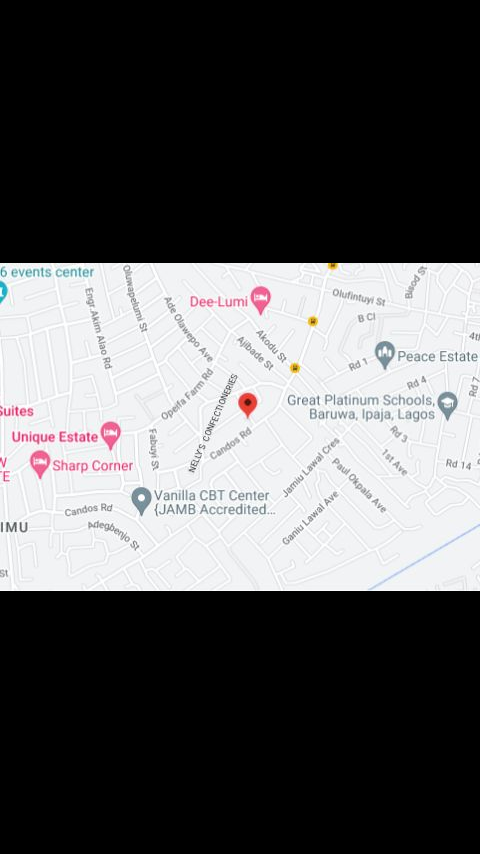 6 events center
Dee-Lumi
Olufintuyi St
Bisod St
B Cl
Oluwapelumi St
Engr. Akim Alao Rd
Ade Olawepo Ave
Akodu St
Ajibade St
4th
Rd 1
Peace Estate
Rd 4
Rd 7
Opeifa Farm Rd
NELLY'S CONFECTIONERIES
Great Platinum Schools,
Baruwa, Ipaja, Lagos
Suites
Unique Estate
Fabuyi St
Candos Rd
Rd 3
Jamiu Lawal Cres
1st Ave
W
TE
Sharp Corner
Rd 14
Paul Okpala Ave
Vanilla CBT Center
{JAMB Accredited...
Candos Rd
Ganiu Lawal Ave
IMU
Adegbenjo St
St